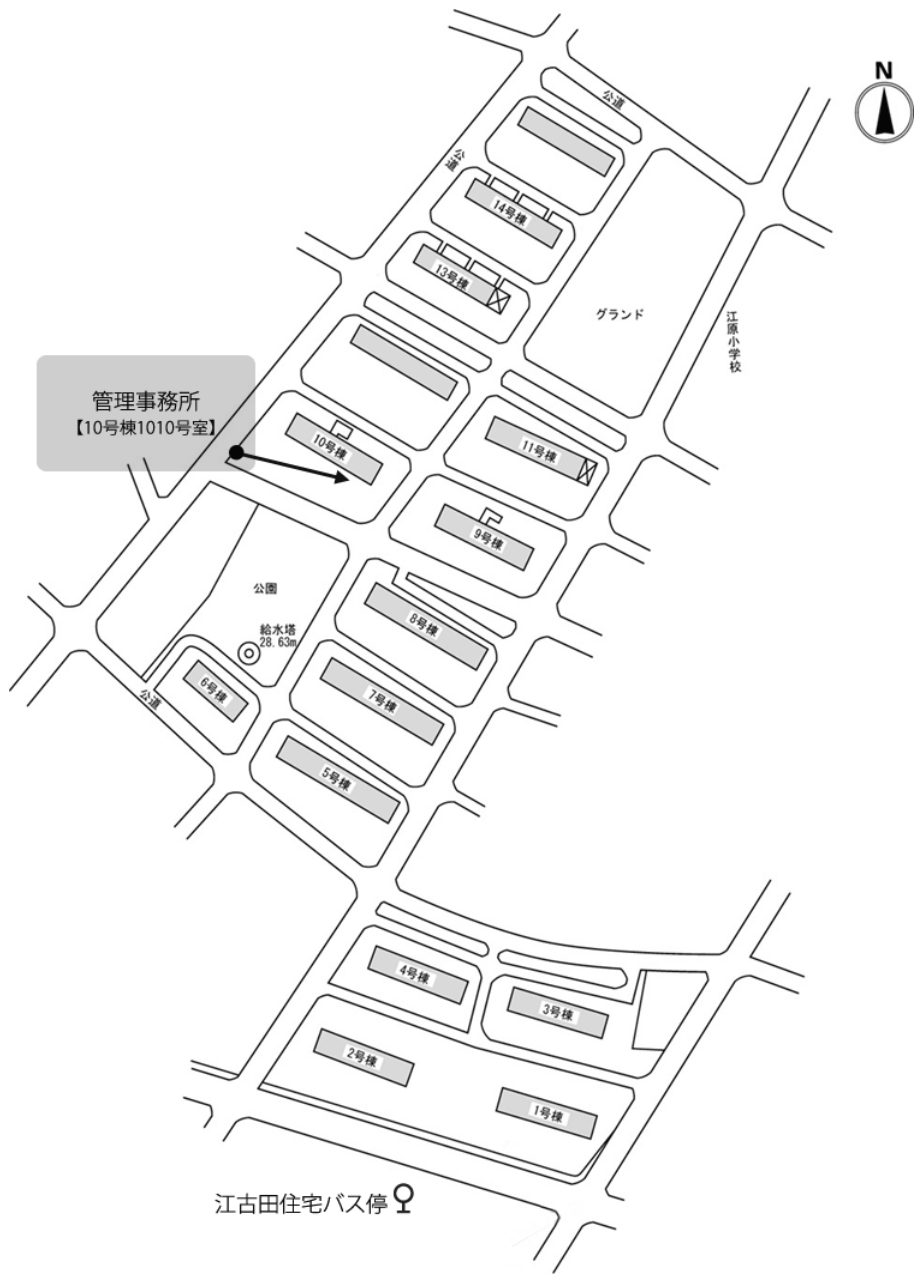 N
公道
公道
14号棟
13号棟
グランド
江原小学校
管理事務所
【10号棟1010号室】
10号棟
11号棟
9号棟
公園
給水塔
28.63m
8号棟
6号棟
公道
7号棟
5号棟
4号棟
3号棟
2号棟
1号棟
江古田住宅バス停